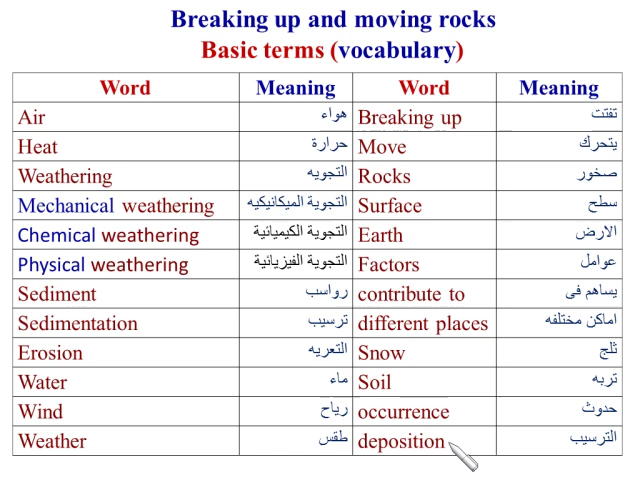 Breaking up and moving rocks
Basic terms (vocabulary)
Word Meaning Word Meaning
Air هواء Breaking up تفتت
Heat حرارة Move يتحرك
Weathering التجويه Rocks صخور
Mechanical weathering التجوية الميكانيكيه Surface سطح
Chemical weathering التجوية الكيميائية Earth الارض
Physical weathering التجوية الفيزيائية Factors عوامل
Sediment رواسب contribute to يساهم فى
Sedimentation ترسيب different places اماكن مختلفه
Erosion التعريه Snow ثلج
Water ماء Soil تربه
Wind رياح occurrence حدوث
Weather طقس deposition الترسيب